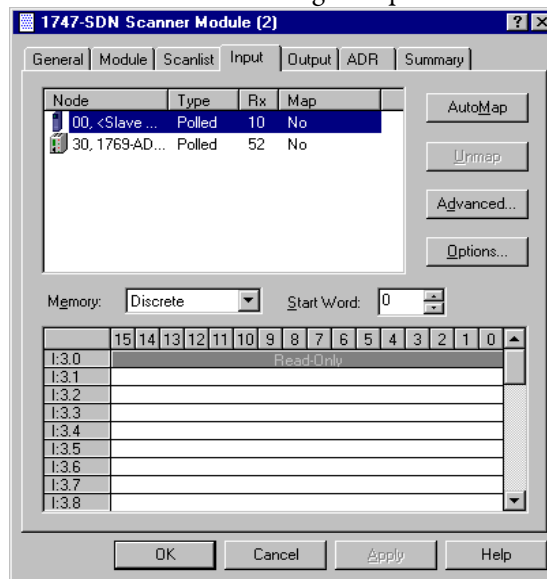 1747-SDN Scanner Module (2)
General Module Scanlist Input Output ADR Summary
Node Type Rx Map
00, <Slave ... Polled 10 No
30, 1769-AD... Polled 52 No
AutoMap
Unmap
Advanced...
Options...
Memory: Discrete Start Word: 0
15 14 13 12 11 10 9 8 7 6 5 4 3 2 1 0
I:3.0 Read-Only
I:3.1
I:3.2
I:3.3
I:3.4
I:3.5
I:3.6
I:3.7
I:3.8
OK Cancel Apply Help